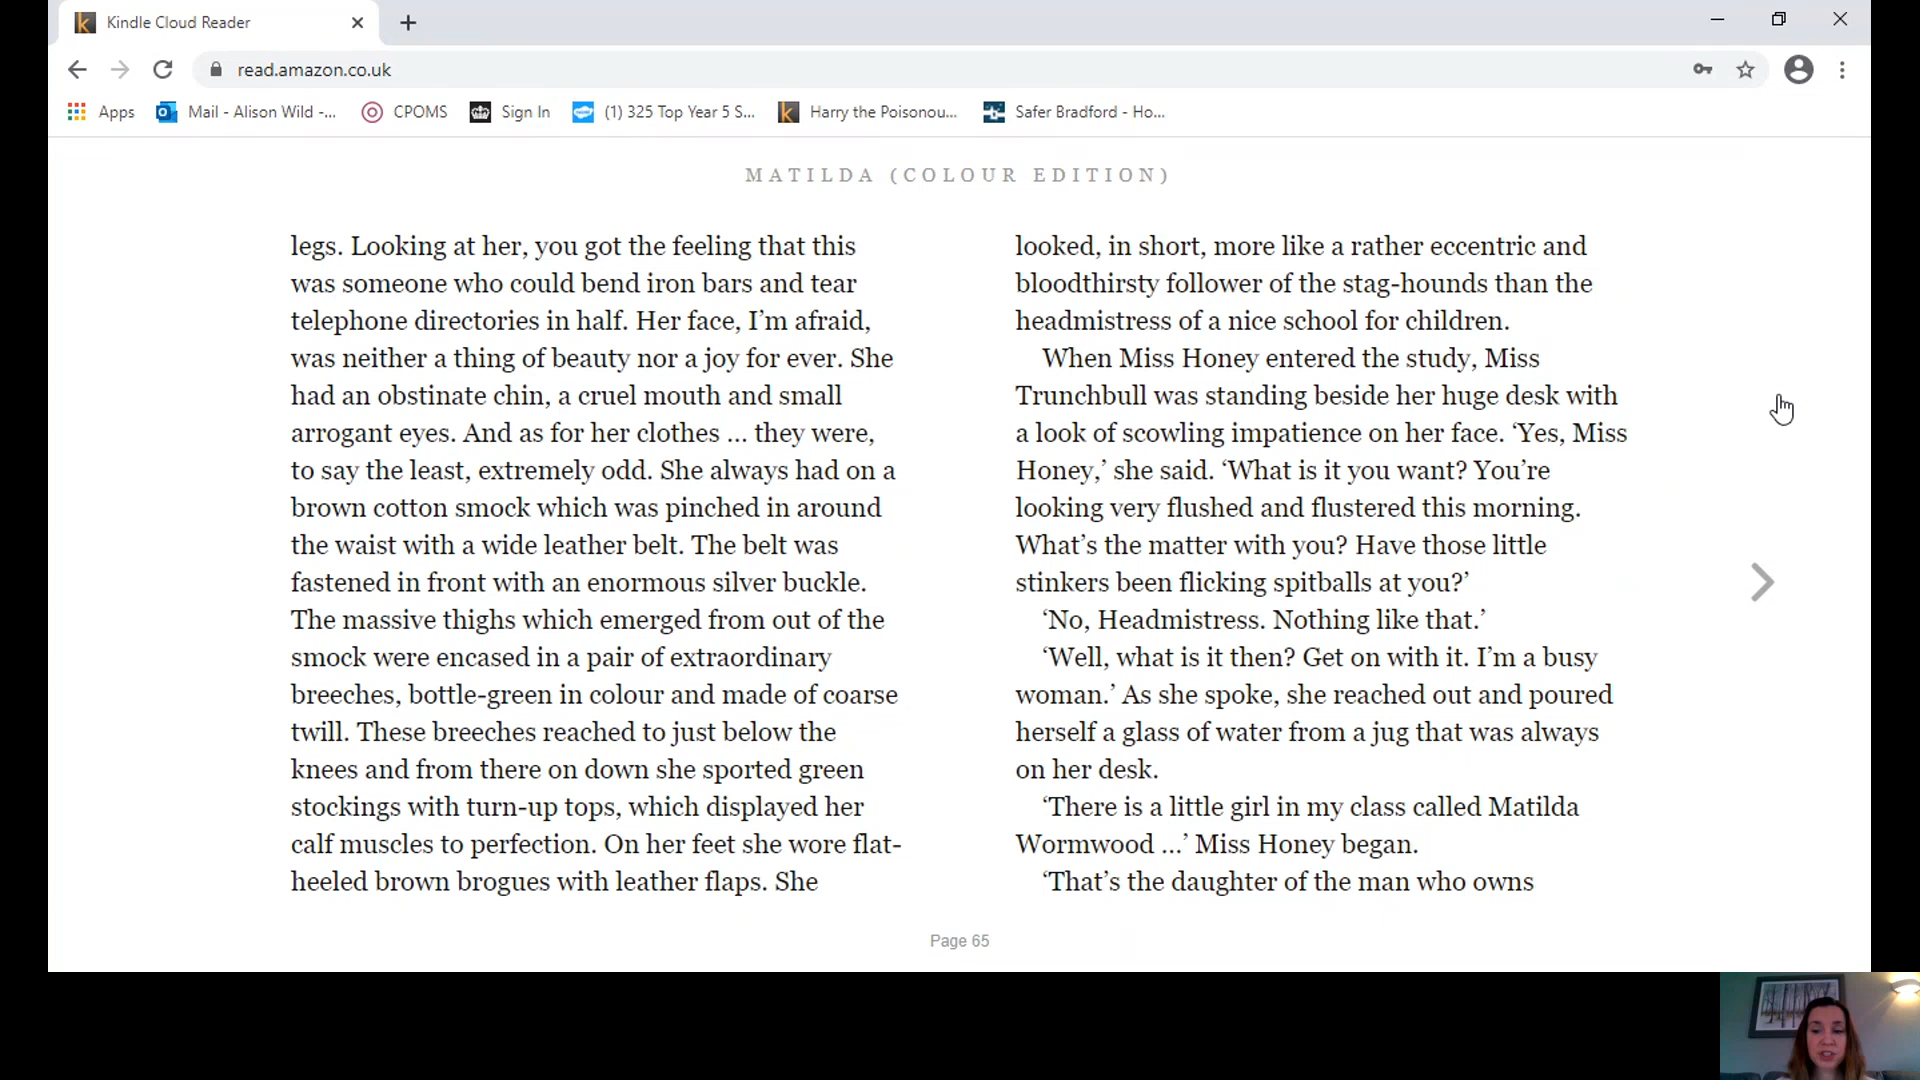 Kindle Cloud Reader
read.amazon.co.uk
Apps
Mail - Alison Wild -...
CPOMS
Sign In
(1) 325 Top Year 5 S...
Harry the Poisonou...
Safer Bradford - Ho...
MATILDA (COLOUR EDITION)
legs. Looking at her, you got the feeling that this
was someone who could bend iron bars and tear
telephone directories in half. Her face, I’m afraid,
was neither a thing of beauty nor a joy for ever. She
had an obstinate chin, a cruel mouth and small
arrogant eyes. And as for her clothes ... they were,
to say the least, extremely odd. She always had on a
brown cotton smock which was pinched in around
the waist with a wide leather belt. The belt was
fastened in front with an enormous silver buckle.
The massive thighs which emerged from out of the
smock were encased in a pair of extraordinary
breeches, bottle-green in colour and made of coarse
twill. These breeches reached to just below the
knees and from there on down she sported green
stockings with turn-up tops, which displayed her
calf muscles to perfection. On her feet she wore flat-
heeled brown brogues with leather flaps. She
looked, in short, more like a rather eccentric and
bloodthirsty follower of the stag-hounds than the
headmistress of a nice school for children.
When Miss Honey entered the study, Miss
Trunchbull was standing beside her huge desk with
a look of scowling impatience on her face. ‘Yes, Miss
Honey,’ she said. ‘What is it you want? You’re
looking very flushed and flustered this morning.
What’s the matter with you? Have those little
stinkers been flicking spitballs at you?’
‘No, Headmistress. Nothing like that.’
‘Well, what is it then? Get on with it. I’m a busy
woman.’ As she spoke, she reached out and poured
herself a glass of water from a jug that was always
on her desk.
‘There is a little girl in my class called Matilda
Wormwood ...’ Miss Honey began.
‘That’s the daughter of the man who owns
Page 65